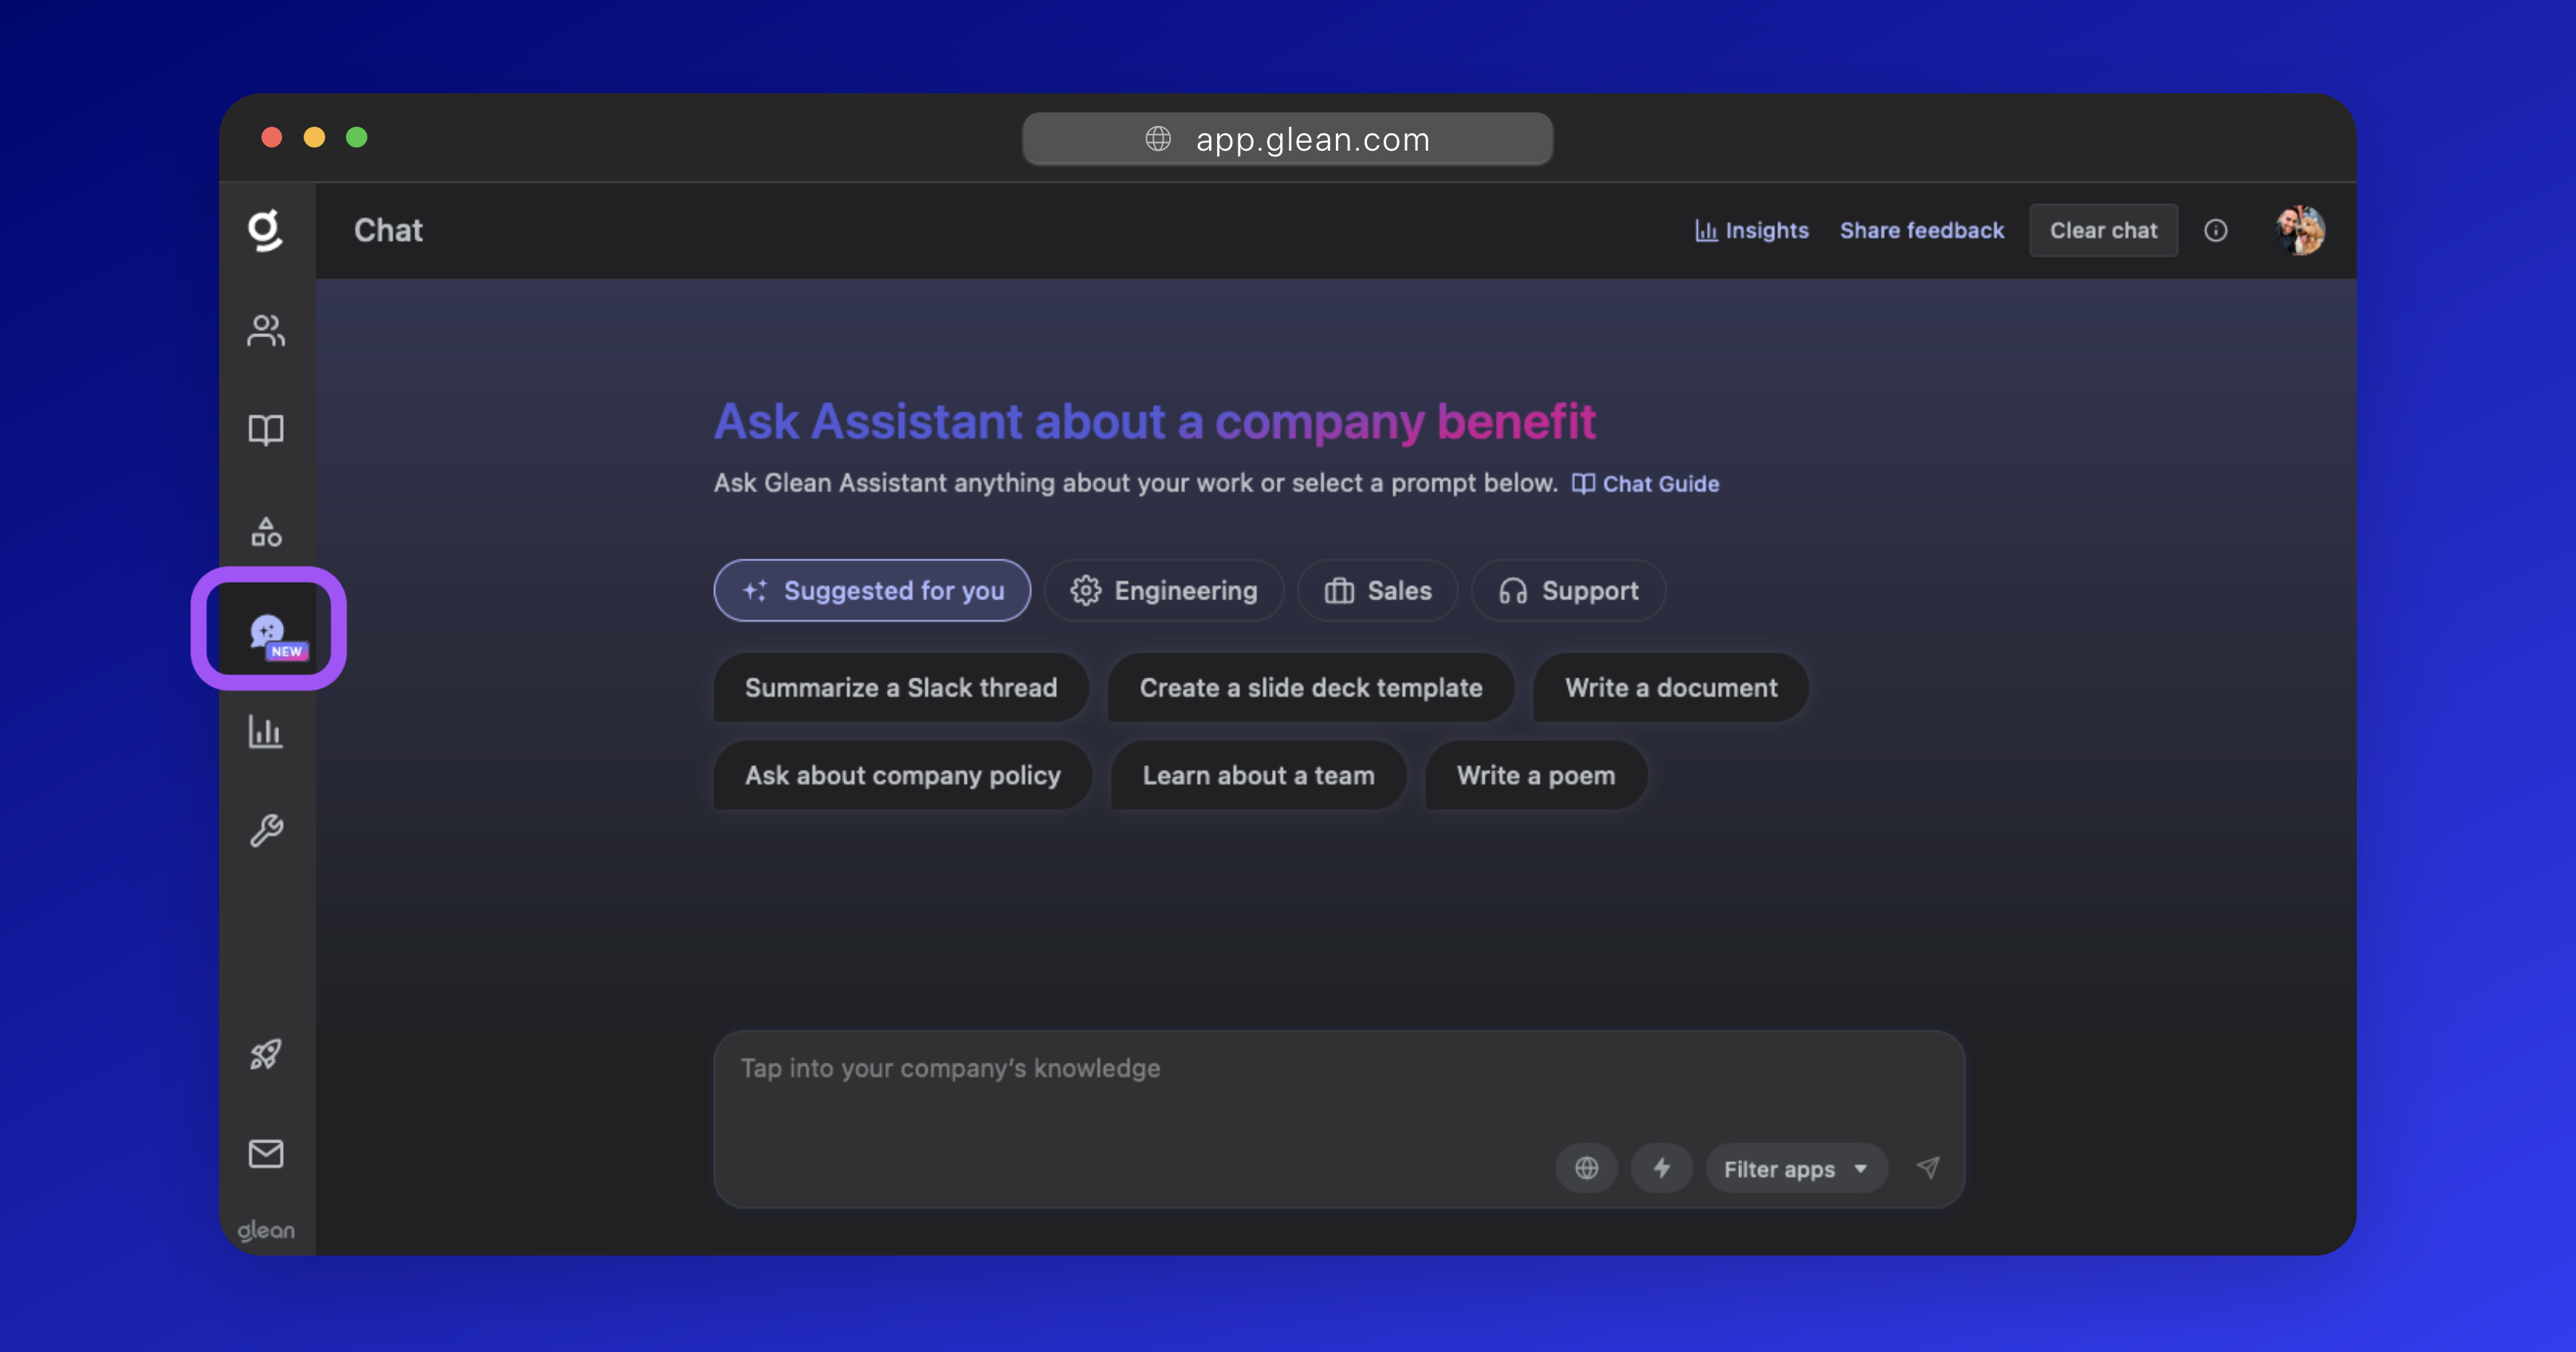 app.glean.com
g
Chat
Insights
Share feedback
Clear chat
Ask Assistant about a company benefit
Ask Glean Assistant anything about your work or select a prompt below. Chat Guide
Suggested for you
Engineering
Sales
Support
NEW
Summarize a Slack thread
Create a slide deck template
Write a document
Ask about company policy
Learn about a team
Write a poem
Tap into your company’s knowledge
Filter apps
glean